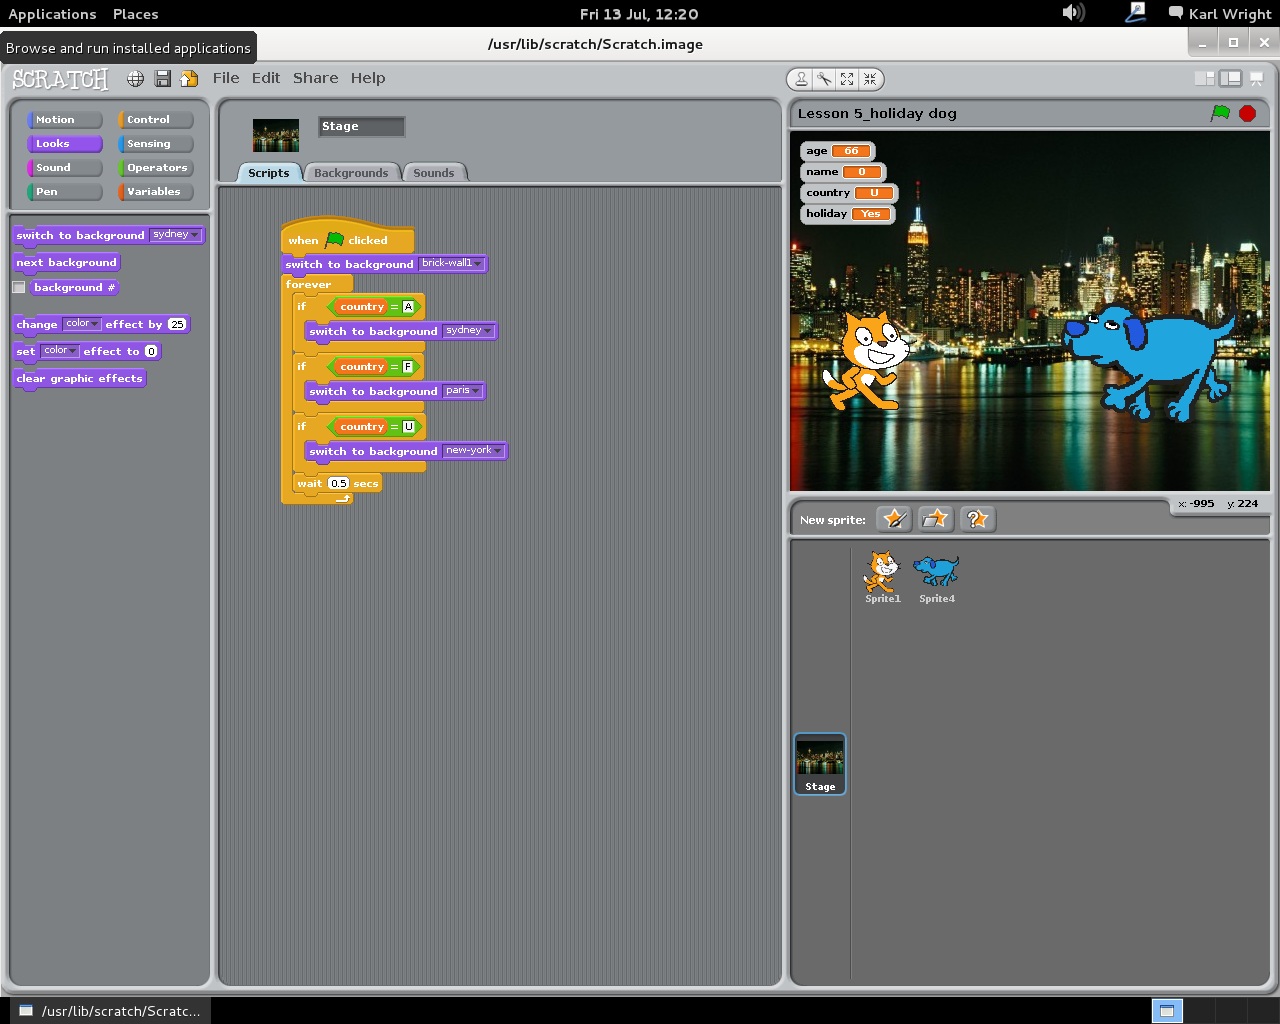 Applications Places Fri 13 Jul, 12:20 Karl Wright
Browse and run installed applications
/usr/lib/scratch/Scratch.image
SCRATCH File Edit Share Help
Motion Control
Looks Sensing
Sound Operators
Pen Variables
switch to background sydney
next background
background #
change color effect by 25
set color effect to 0
clear graphic effects
Stage
Scripts Backgrounds Sounds
when clicked
switch to background brick-wall1
forever
if country = A
switch to background sydney
if country = F
switch to background paris
if country = U
switch to background new-york
wait 0.5 secs
Lesson 5_holiday dog
age 66
name 0
country U
holiday Yes
x: -995 y: 224
New sprite:
Sprite1 Sprite4
Stage
/usr/lib/scratch/Scratc...